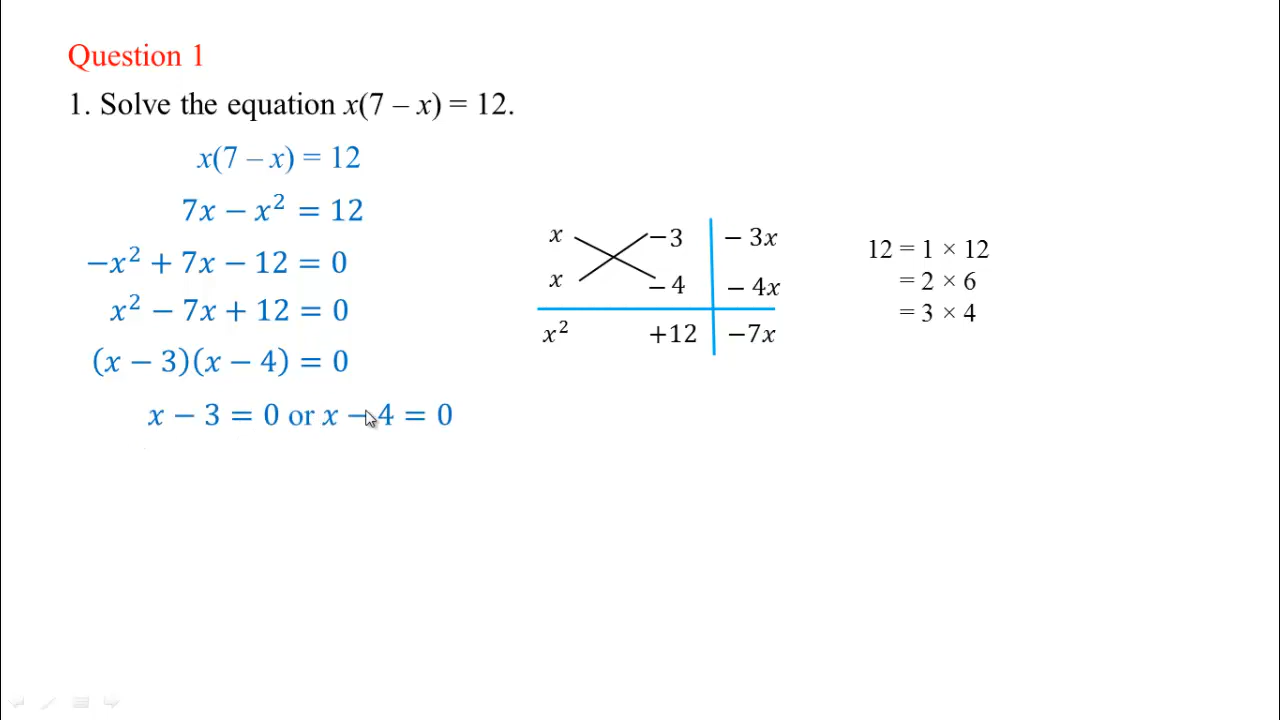 Question 1
1. Solve the equation x(7 – x) = 12.
x(7 – x) = 12
7x − x² = 12
−x² + 7x − 12 = 0
x² − 7x + 12 = 0
(x − 3)(x − 4) = 0
x − 3 = 0 or x − 4 = 0
x −3 − 3x
x − 4 − 4x
x² +12 −7x
12 = 1 × 12
= 2 × 6
= 3 × 4